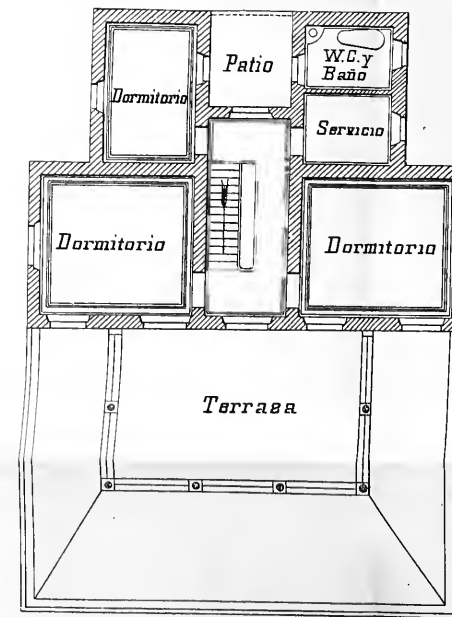 Patio
W.C. y
Baño
Dormitorio
Servicio
Dormitorio
Dormitorio
Terraza